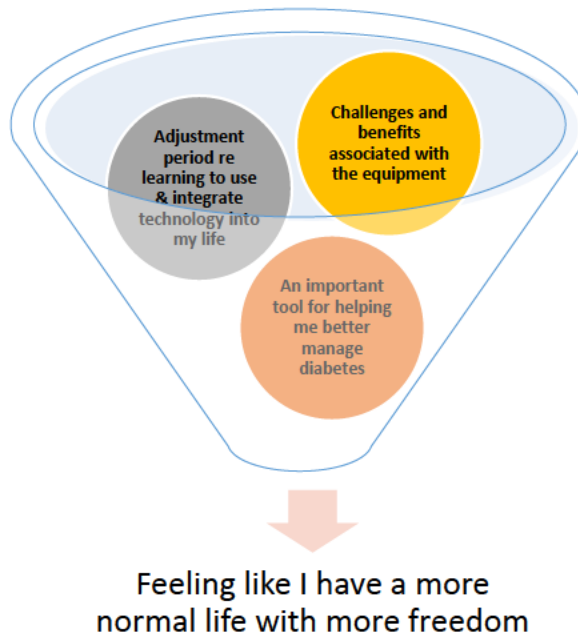 Adjustment
period re
learning to use
& integrate
technology into
my life
Challenges and
benefits
associated with
the equipment
An important
tool for helping
me better
manage
diabetes
Feeling like I have a more
normal life with more freedom